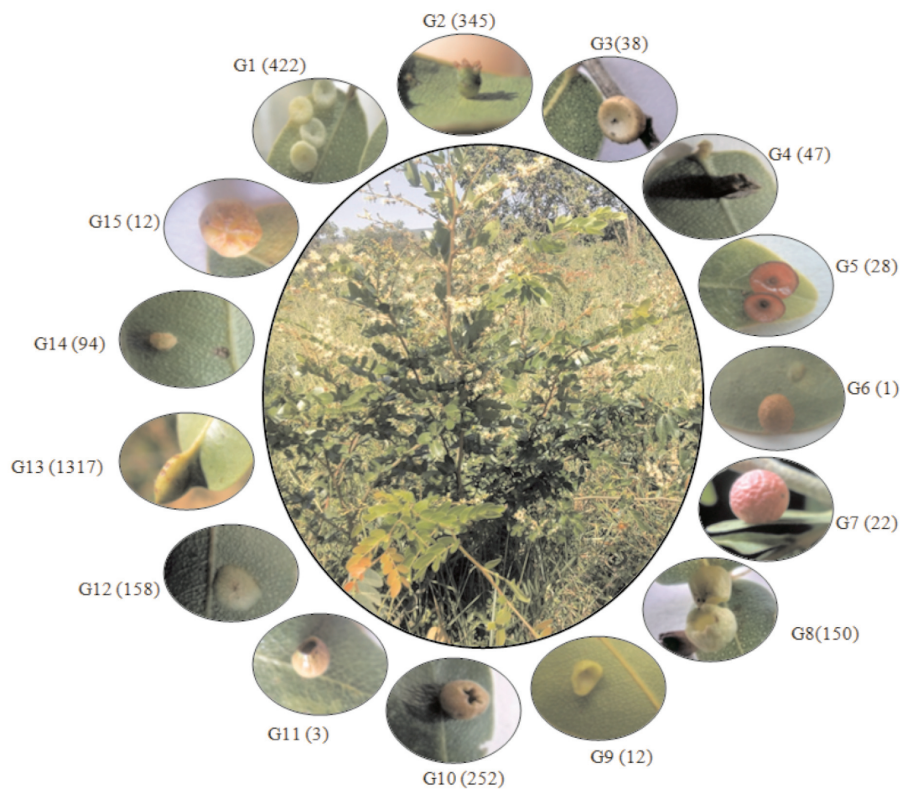 G2 (345)
G3(38)
G1 (422)
G4 (47)
G15 (12)
G5 (28)
G14 (94)
G6 (1)
G13 (1317)
G7 (22)
G12 (158)
G8(150)
G11 (3)
G9 (12)
G10 (252)